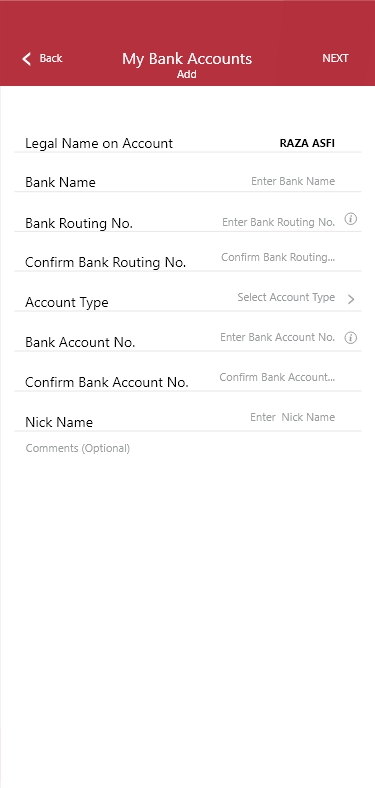 Back My Bank Accounts NEXT
Add
Legal Name on Account RAZA ASFI
Bank Name Enter Bank Name
Bank Routing No. Enter Bank Routing No.
Confirm Bank Routing No. Confirm Bank Routing...
Account Type Select Account Type
Bank Account No. Enter Bank Account No.
Confirm Bank Account No. Confirm Bank Account...
Nick Name Enter Nick Name
Comments (Optional)